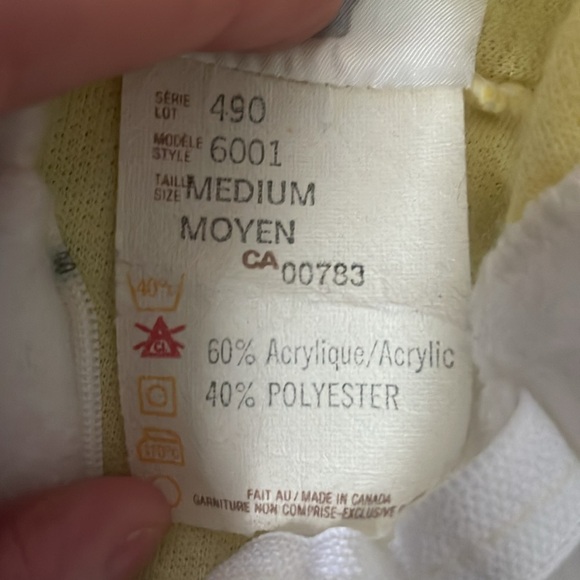 SÉRIE
LOT 490
MODÈLE
STYLE 6001
TAILLE
SIZE MEDIUM
MOYEN
CA 00783
40°C
CL
60% Acrylique/Acrylic
40% POLYESTER
110°C
FAIT AU / MADE IN CANADA
GARNITURE NON COMPRISE-EXCLUSIVE